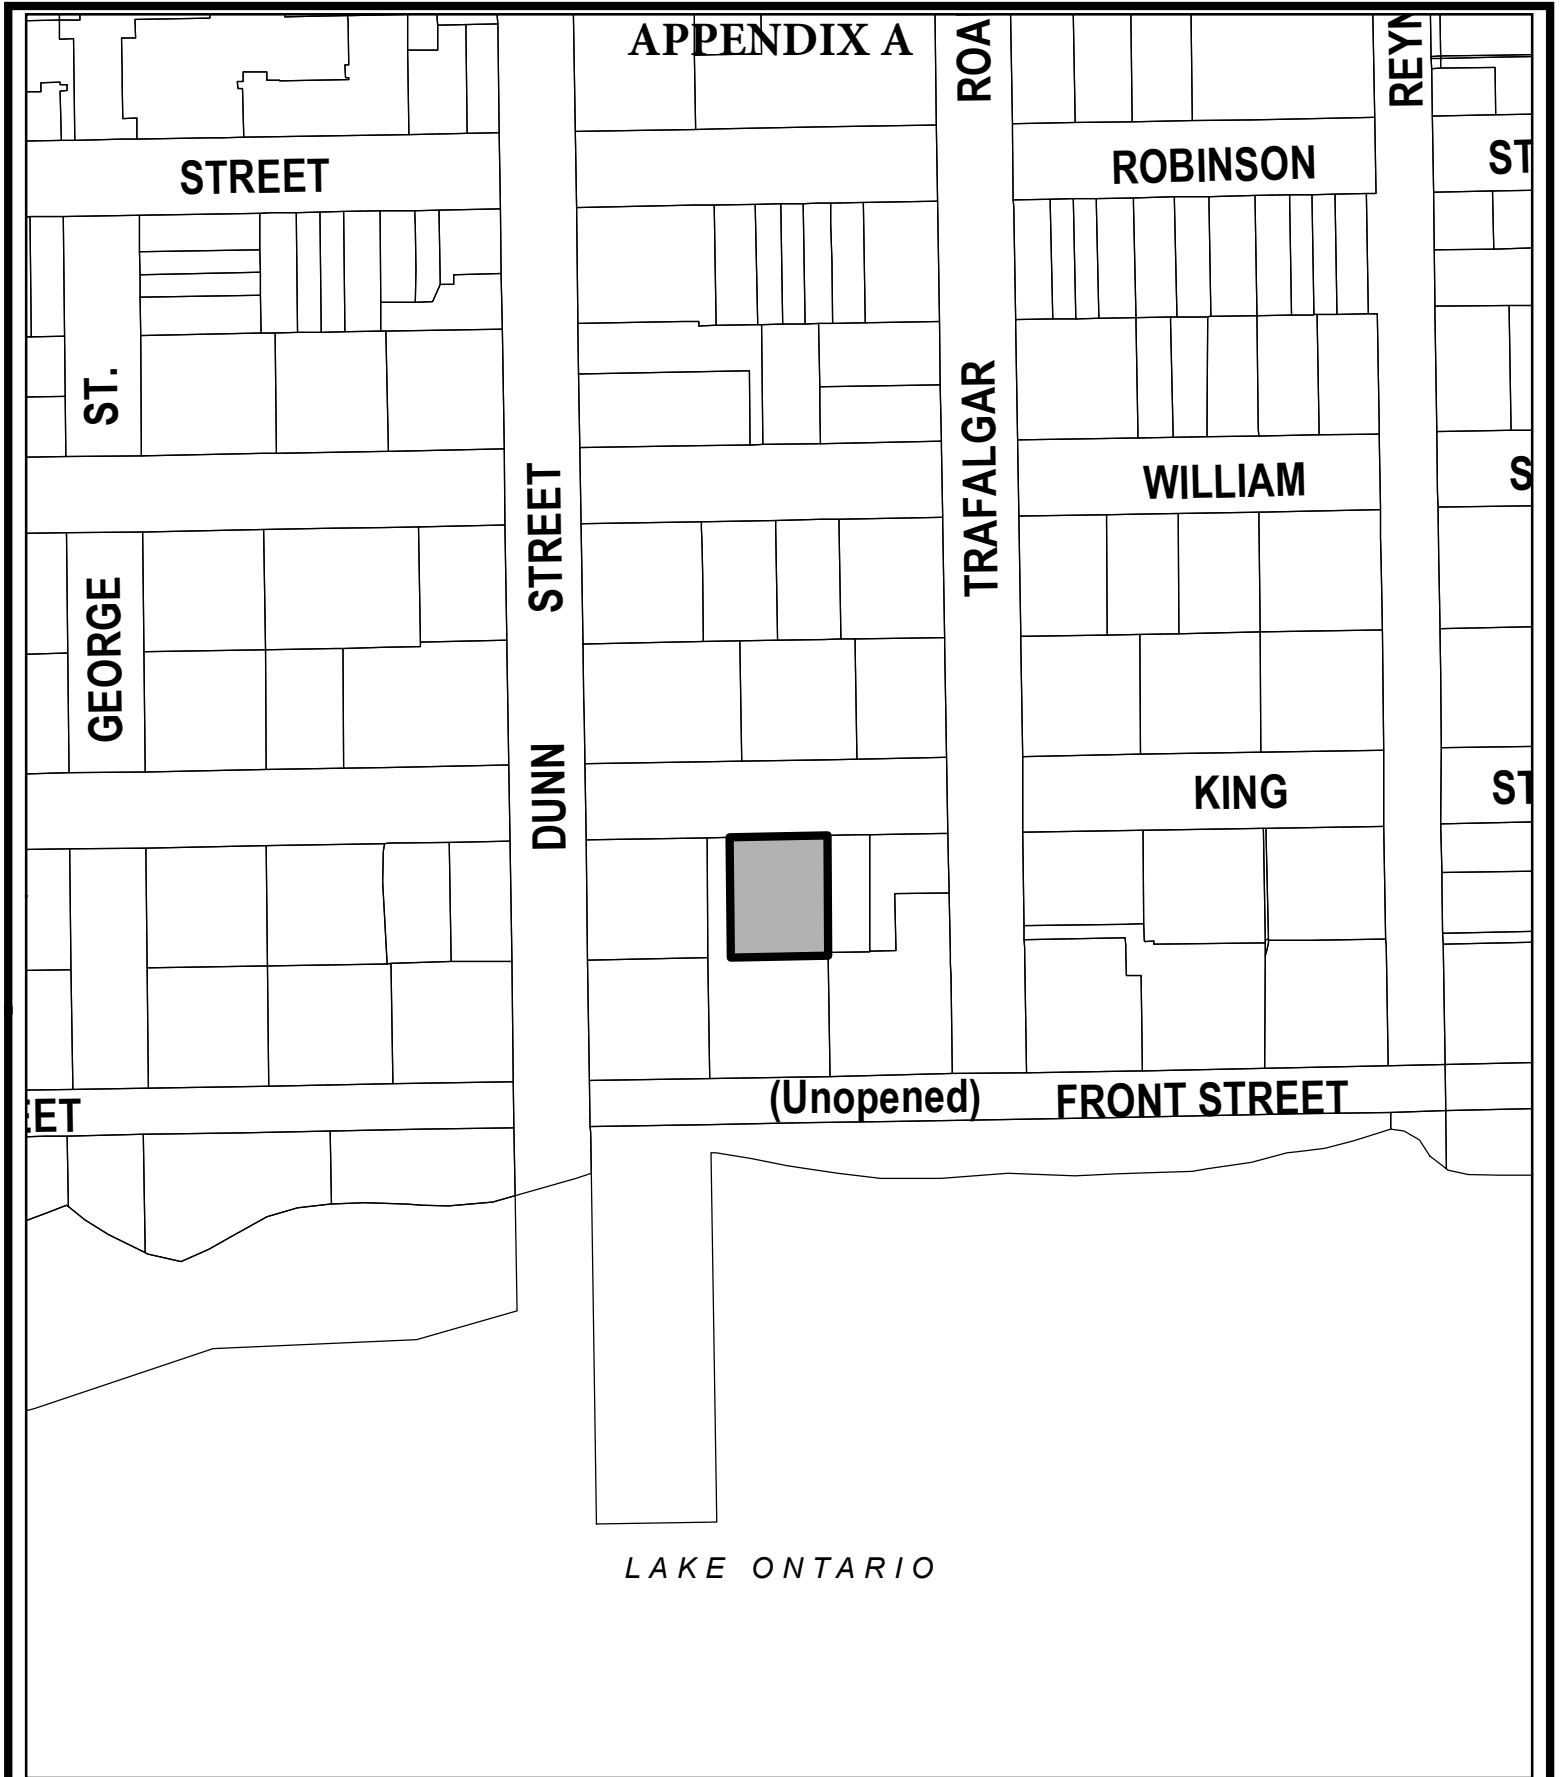 APPENDIX A
ROA
REYN
STREET
ROBINSON
ST
ST.
TRAFALGAR
STREET
WILLIAM
S
GEORGE
DUNN
KING
ST
(Unopened) FRONT STREET
EET
LAKE ONTARIO